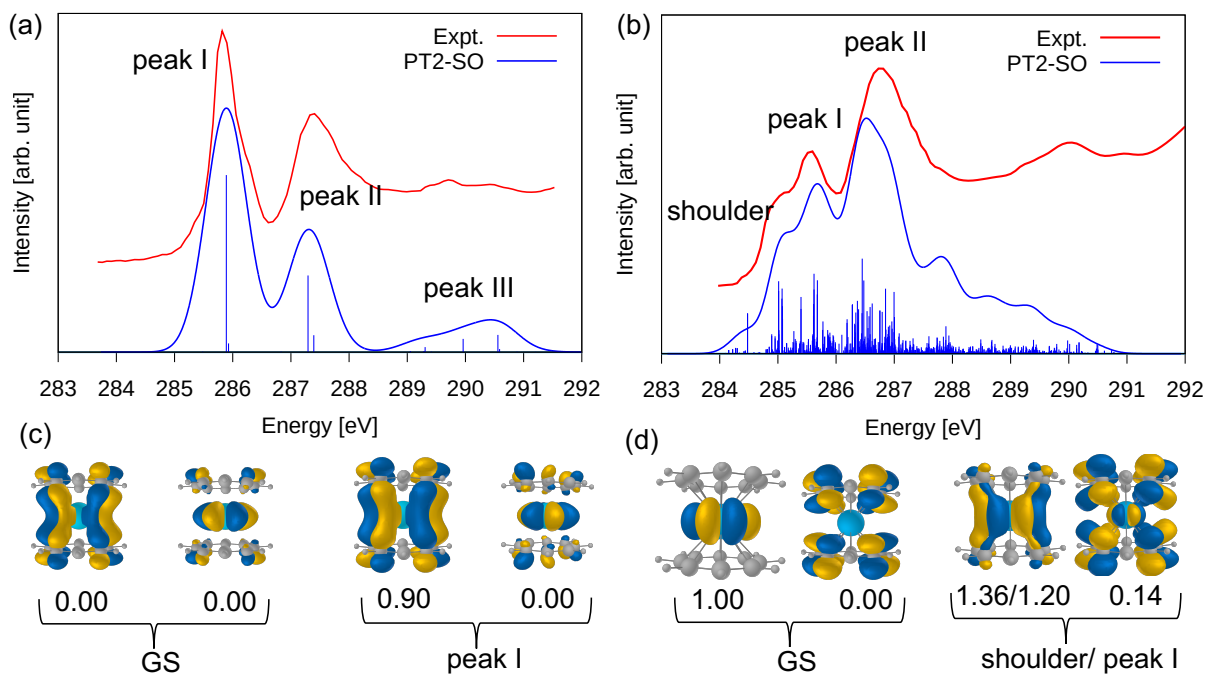 (a)
Expt.
PT2-SO
peak I
peak II
peak III
Intensity [arb. unit]
283 284 285 286 287 288 289 290 291 292
Energy [eV]
(b)
Expt.
PT2-SO
peak II
peak I
shoulder
Intensity [arb. unit]
283 284 285 286 287 288 289 290 291 292
Energy [eV]
(c)
0.00 0.00 0.90 0.00
GS peak I
(d)
1.00 0.00 1.36/1.20 0.14
GS shoulder/ peak I